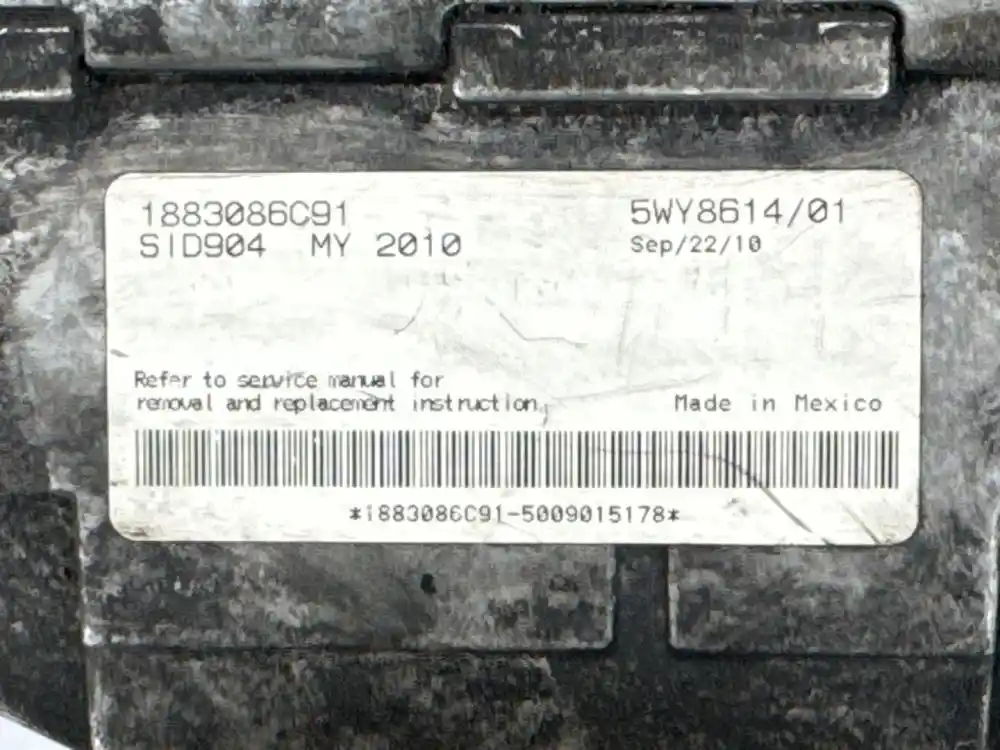 1883086C91 5WY8614/01
SID904 MY 2010 Sep/22/10
Refer to service manual for
removal and replacement instruction. Made in Mexico
*1883086C91-5009015178*